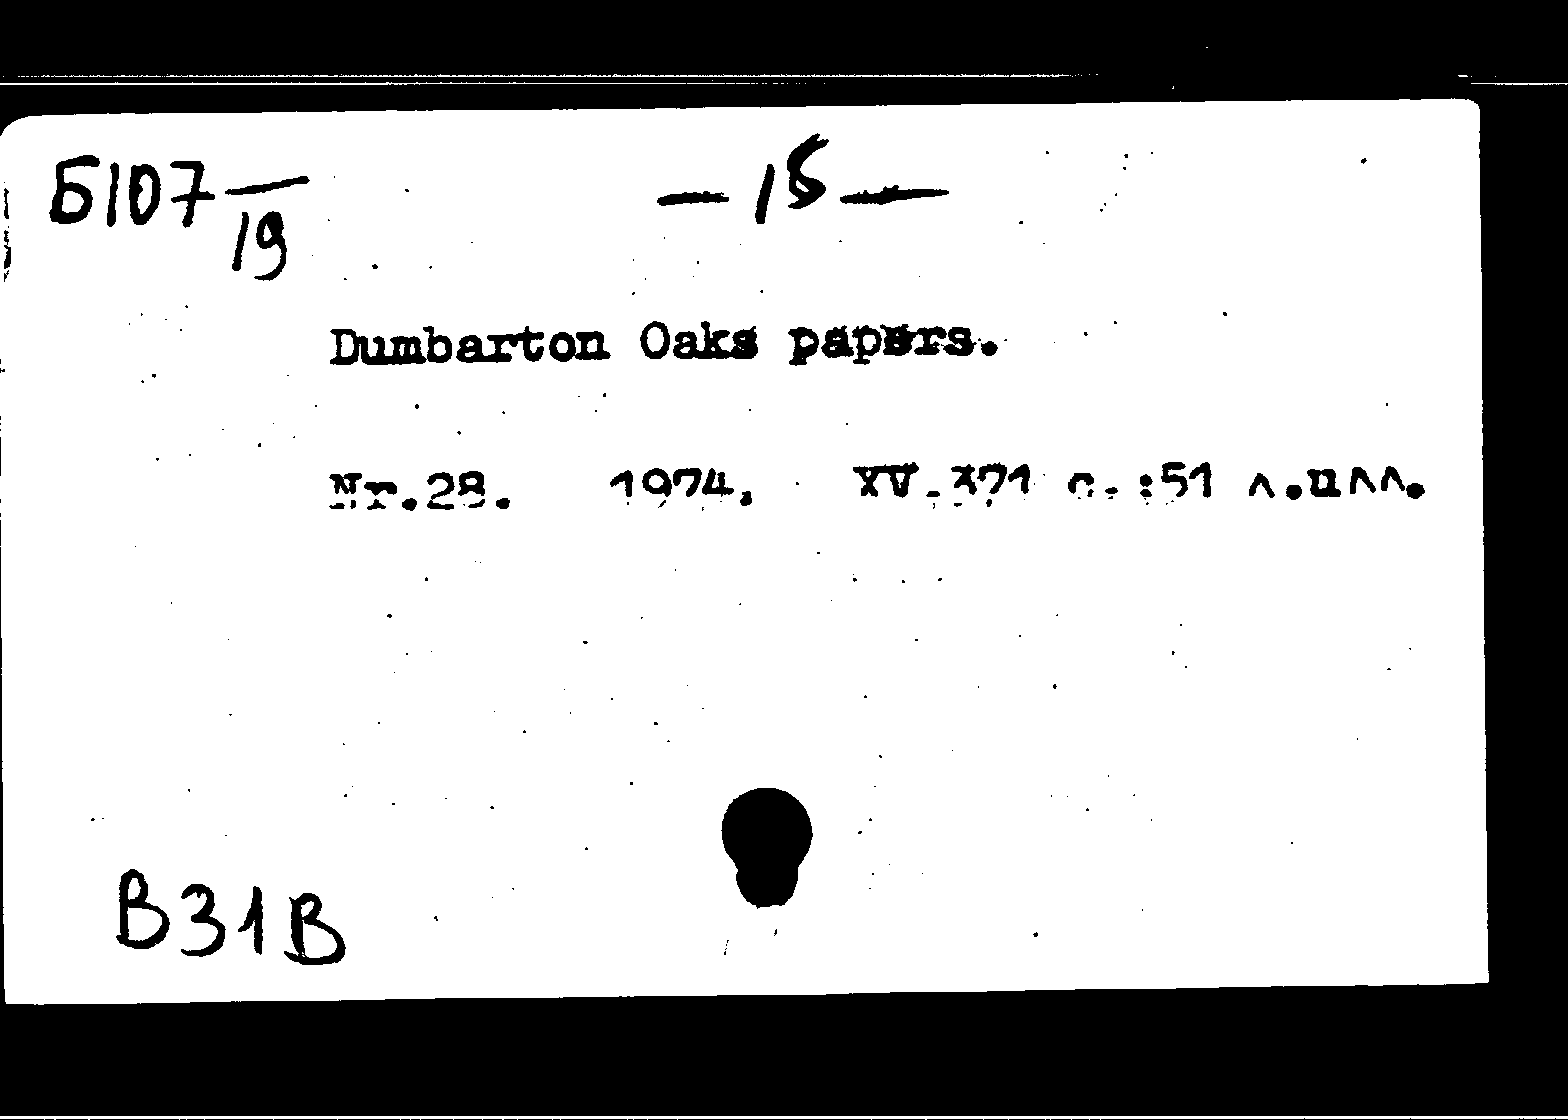 Б107/19 — 15 —
Dumbarton Oaks papers.
Nr.28. 1974. XV.371 с.:51 л.илл.
В31В